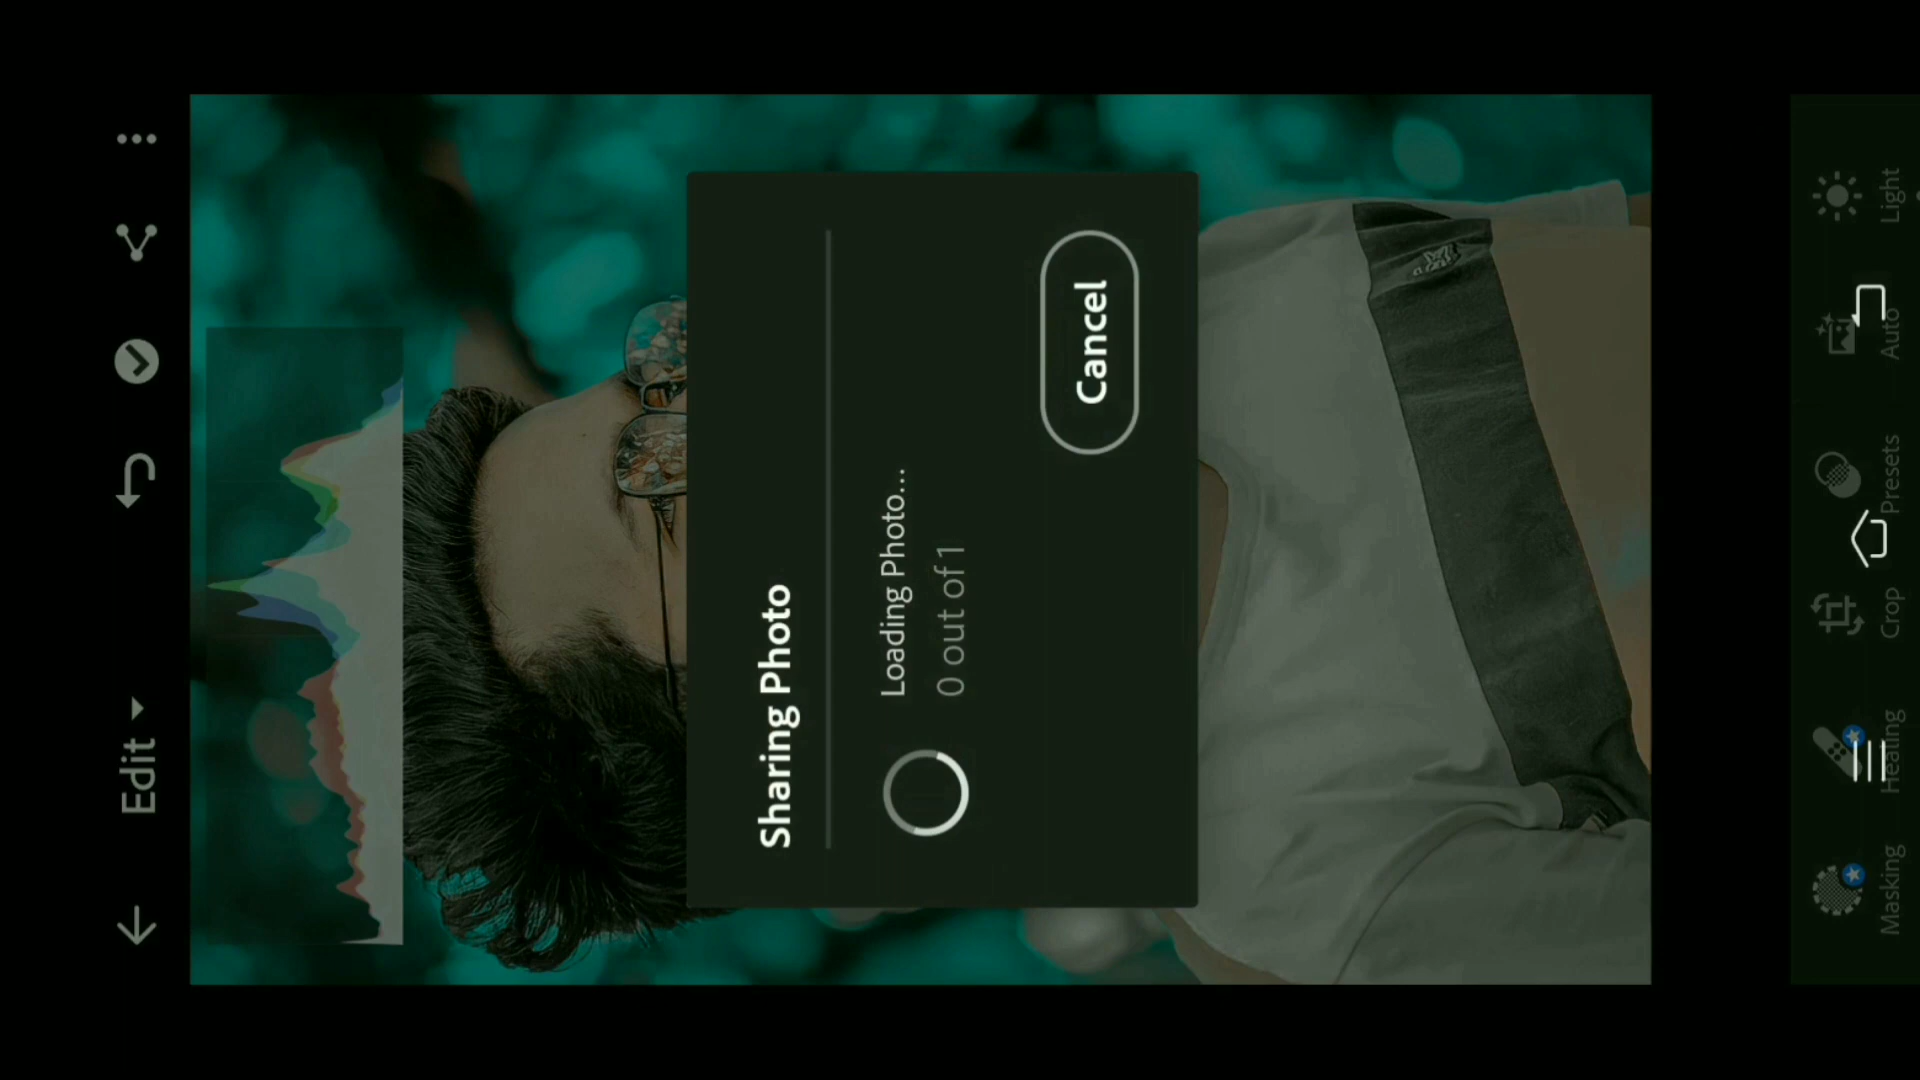 Edit
Sharing Photo
Loading Photo...
0 out of 1
Cancel
Masking
Healing
Crop
Presets
Auto
Light